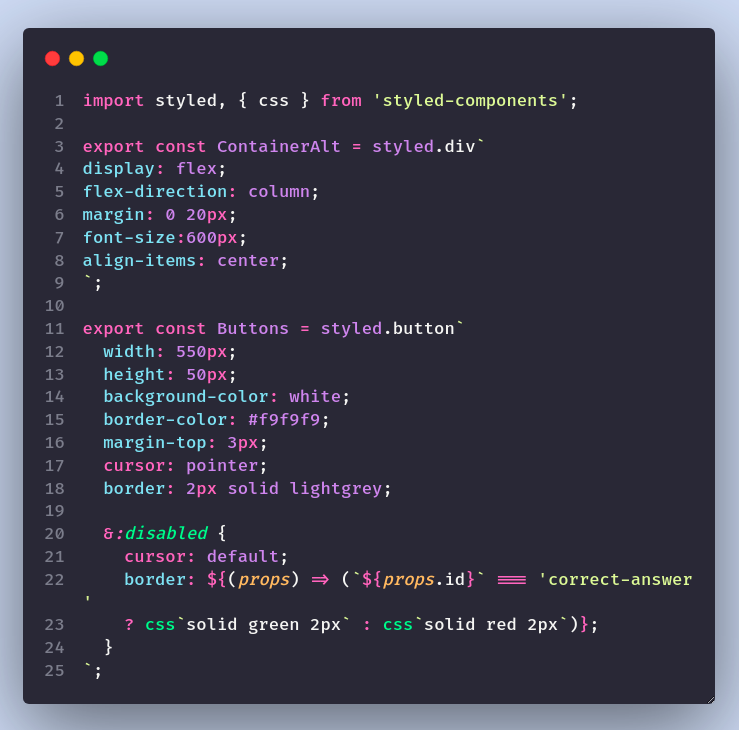 1 import styled, { css } from 'styled-components';
2
3 export const ContainerAlt = styled.div`
4 display: flex;
5 flex-direction: column;
6 margin: 0 20px;
7 font-size:600px;
8 align-items: center;
9 `;
10
11 export const Buttons = styled.button`
12   width: 550px;
13   height: 50px;
14   background-color: white;
15   border-color: #f9f9f9;
16   margin-top: 3px;
17   cursor: pointer;
18   border: 2px solid lightgrey;
19
20   &:disabled {
21     cursor: default;
22     border: ${(props) => (`${props.id}` === 'correct-answer
'
23     ? css`solid green 2px` : css`solid red 2px`)};
24   }
25 `;